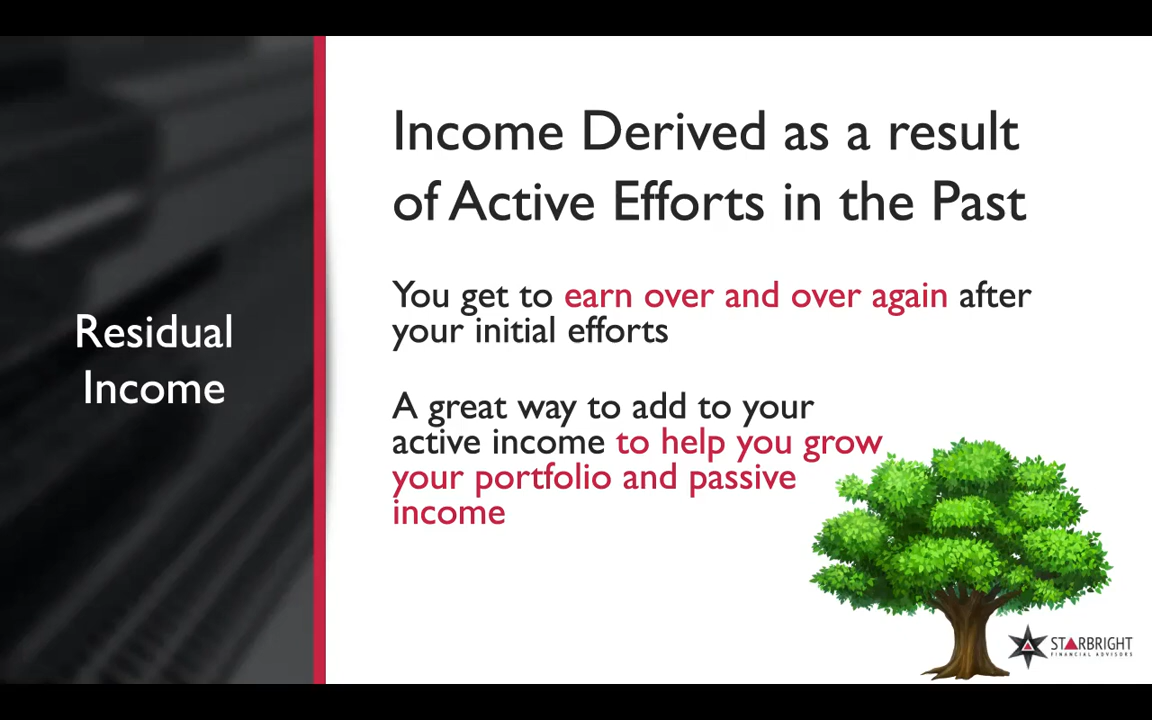 Residual
Income
Income Derived as a result
of Active Efforts in the Past
You get to earn over and over again after
your initial efforts
A great way to add to your
active income to help you grow
your portfolio and passive
income
STARBRIGHT
FINANCIAL ADVISORS